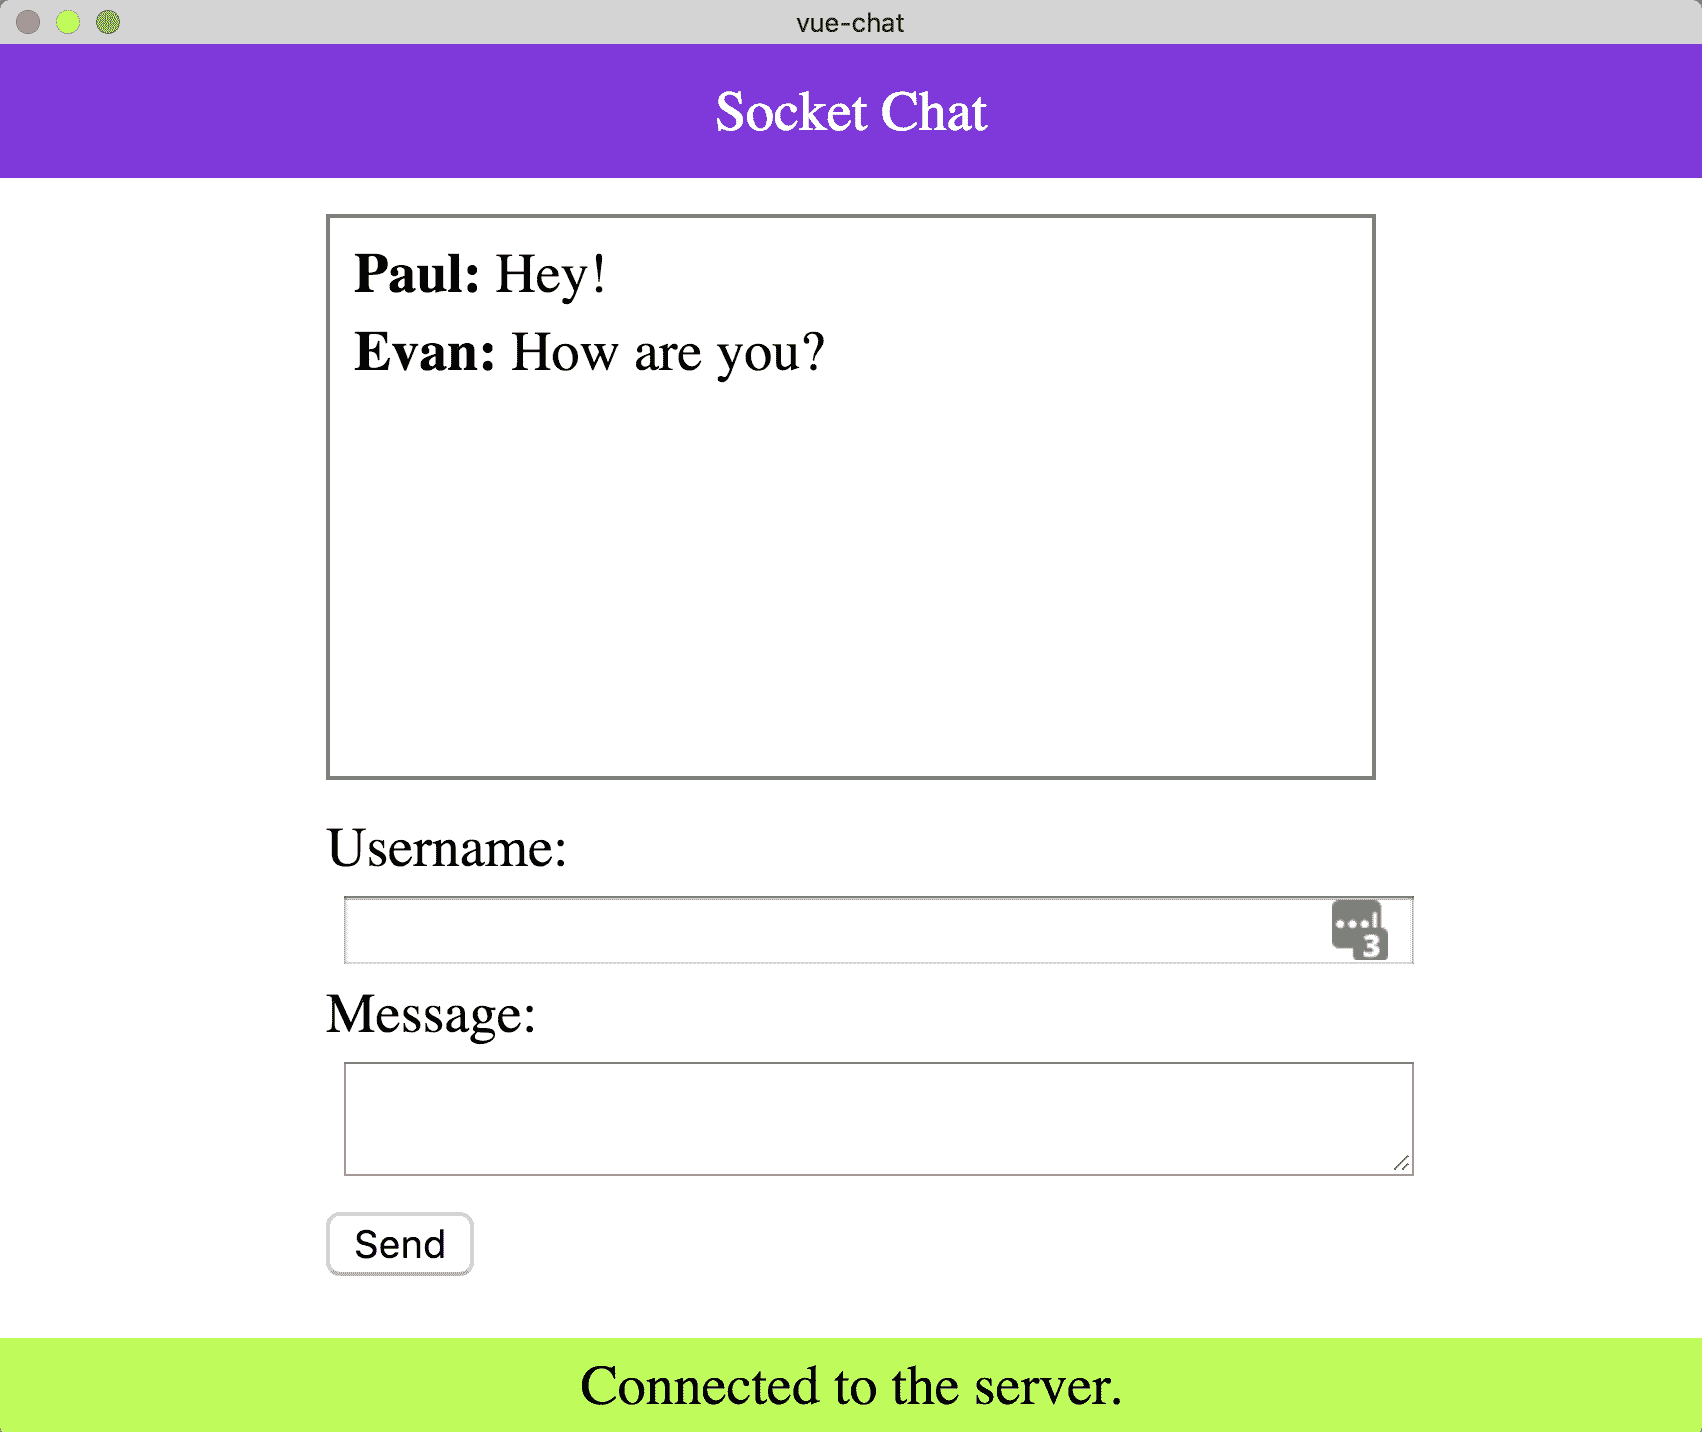 vue-chat
Socket Chat
Paul: Hey!
Evan: How are you?
Username:
3
Message:
Send
Connected to the server.